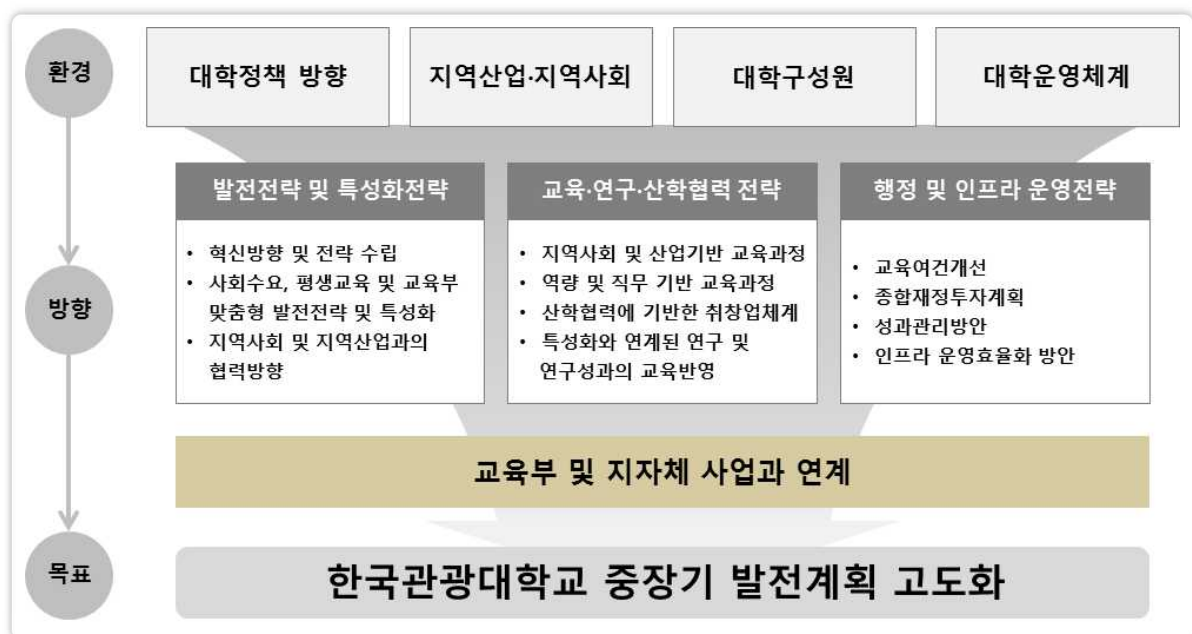 환경
대학정책 방향
지역산업·지역사회
대학구성원
대학운영체계
방향
발전전략 및 특성화전략
• 혁신방향 및 전략 수립
• 사회수요, 평생교육 및 교육부
맞춤형 발전전략 및 특성화
• 지역사회 및 지역산업과의
협력방향
교육·연구·산학협력 전략
• 지역사회 및 산업기반 교육과정
• 역량 및 직무 기반 교육과정
• 산학협력에 기반한 취창업체계
• 특성화와 연계된 연구 및
연구성과의 교육반영
행정 및 인프라 운영전략
• 교육여건개선
• 종합재정투자계획
• 성과관리방안
• 인프라 운영효율화 방안
교육부 및 지자체 사업과 연계
목표
한국관광대학교 중장기 발전계획 고도화